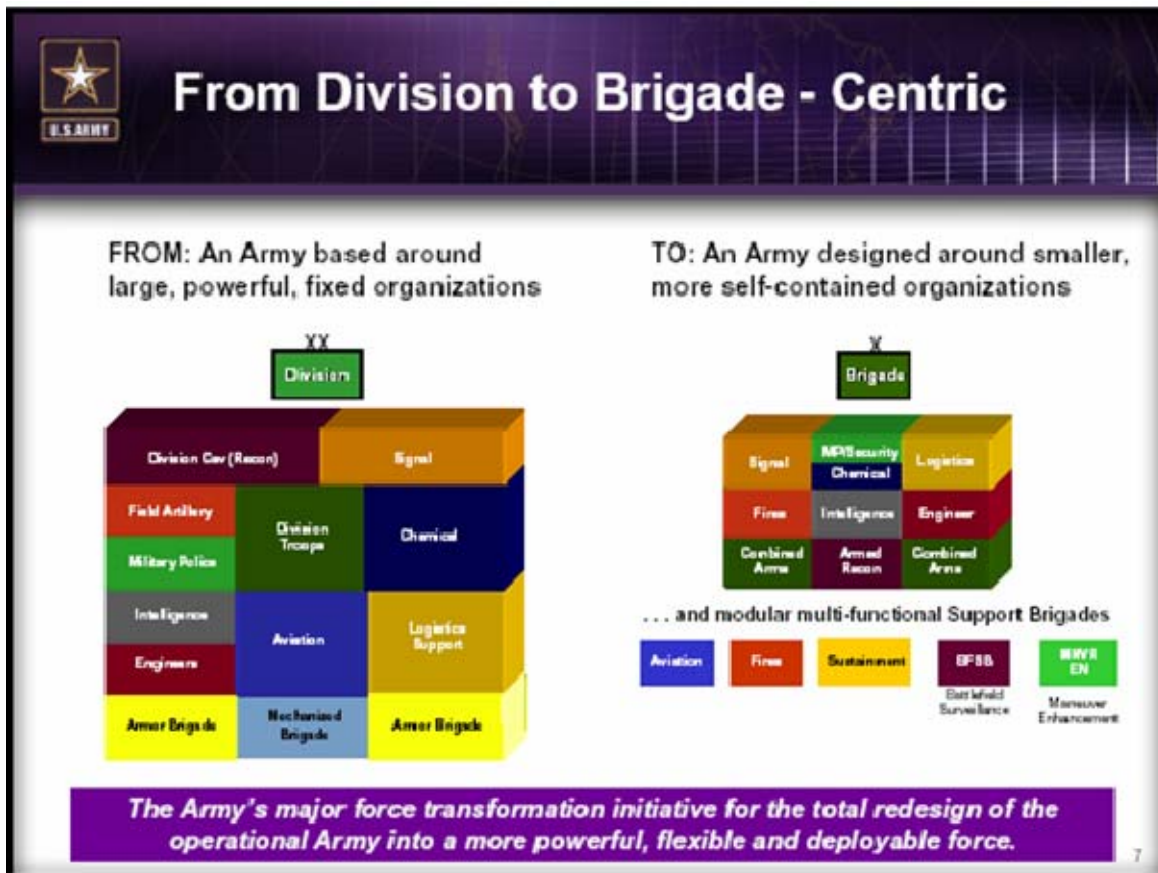 U.S.ARMY
From Division to Brigade - Centric
FROM: An Army based around
large, powerful, fixed organizations
XX
Division
Division Cav (Recon)
Signal
Field Artillery
Military Police
Division
Troops
Chemical
Intelligence
Engineers
Aviation
Logistics
Support
Armor Brigade
Mechanized
Brigade
Armor Brigade
TO: An Army designed around smaller,
more self-contained organizations
X
Brigade
Signal
MP/Security
Chemical
Logistics
Fires
Intelligence
Engineer
Combined
Arms
Armed
Recon
Combined
Arms
. . . and modular multi-functional Support Brigades
Aviation
Fires
Sustainment
BFSB
Battlefield
Surveillance
MNVR
EN
Maneuver
Enhancement
The Army's major force transformation initiative for the total redesign of the
operational Army into a more powerful, flexible and deployable force.
7